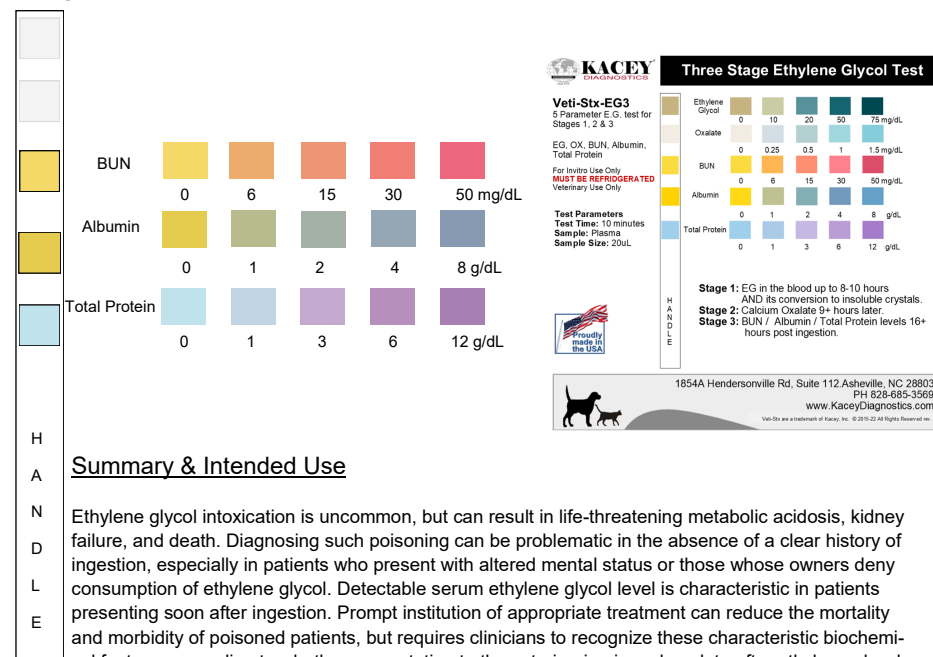 BUN
0 6 15 30 50 mg/dL
Albumin
0 1 2 4 8 g/dL
Total Protein
0 1 3 6 12 g/dL
H
A
N
D
L
E
KACEY
DIAGNOSTICS
Three Stage Ethylene Glycol Test
Veti-Stx-EG3
5 Parameter E.G. test for
Stages 1, 2 & 3
EG, OX, BUN, Albumin,
Total Protein
For Invitro Use Only
MUST BE REFRIDGERATED
Veterinary Use Only
Test Parameters
Test Time: 10 minutes
Sample: Plasma
Sample Size: 20uL
Ethylene
Glycol
0 10 20 50 75 mg/dL
Oxalate
0 0.25 0.5 1 1.5 mg/dL
BUN
0 6 15 30 50 mg/dL
Albumin
0 1 2 4 8 g/dL
Total Protein
0 1 3 6 12 g/dL
H
A
N
D
L
E
Stage 1: EG in the blood up to 8-10 hours
AND its conversion to insoluble crystals.
Stage 2: Calcium Oxalate 9+ hours later.
Stage 3: BUN / Albumin / Total Protein levels 16+
hours post ingestion.
Proudly
made in
the USA
1854A Hendersonville Rd, Suite 112.Asheville, NC 28803
PH 828-685-3569
www.KaceyDiagnostics.com
Veti-Stx are a trademark of Kacey, Inc. © 2015-22 All Rights Reserved rev.
Summary & Intended Use
Ethylene glycol intoxication is uncommon, but can result in life-threatening metabolic acidosis, kidney
failure, and death. Diagnosing such poisoning can be problematic in the absence of a clear history of
ingestion, especially in patients who present with altered mental status or those whose owners deny
consumption of ethylene glycol. Detectable serum ethylene glycol level is characteristic in patients
presenting soon after ingestion. Prompt institution of appropriate treatment can reduce the mortality
and morbidity of poisoned patients, but requires clinicians to recognize these characteristic biochemi-